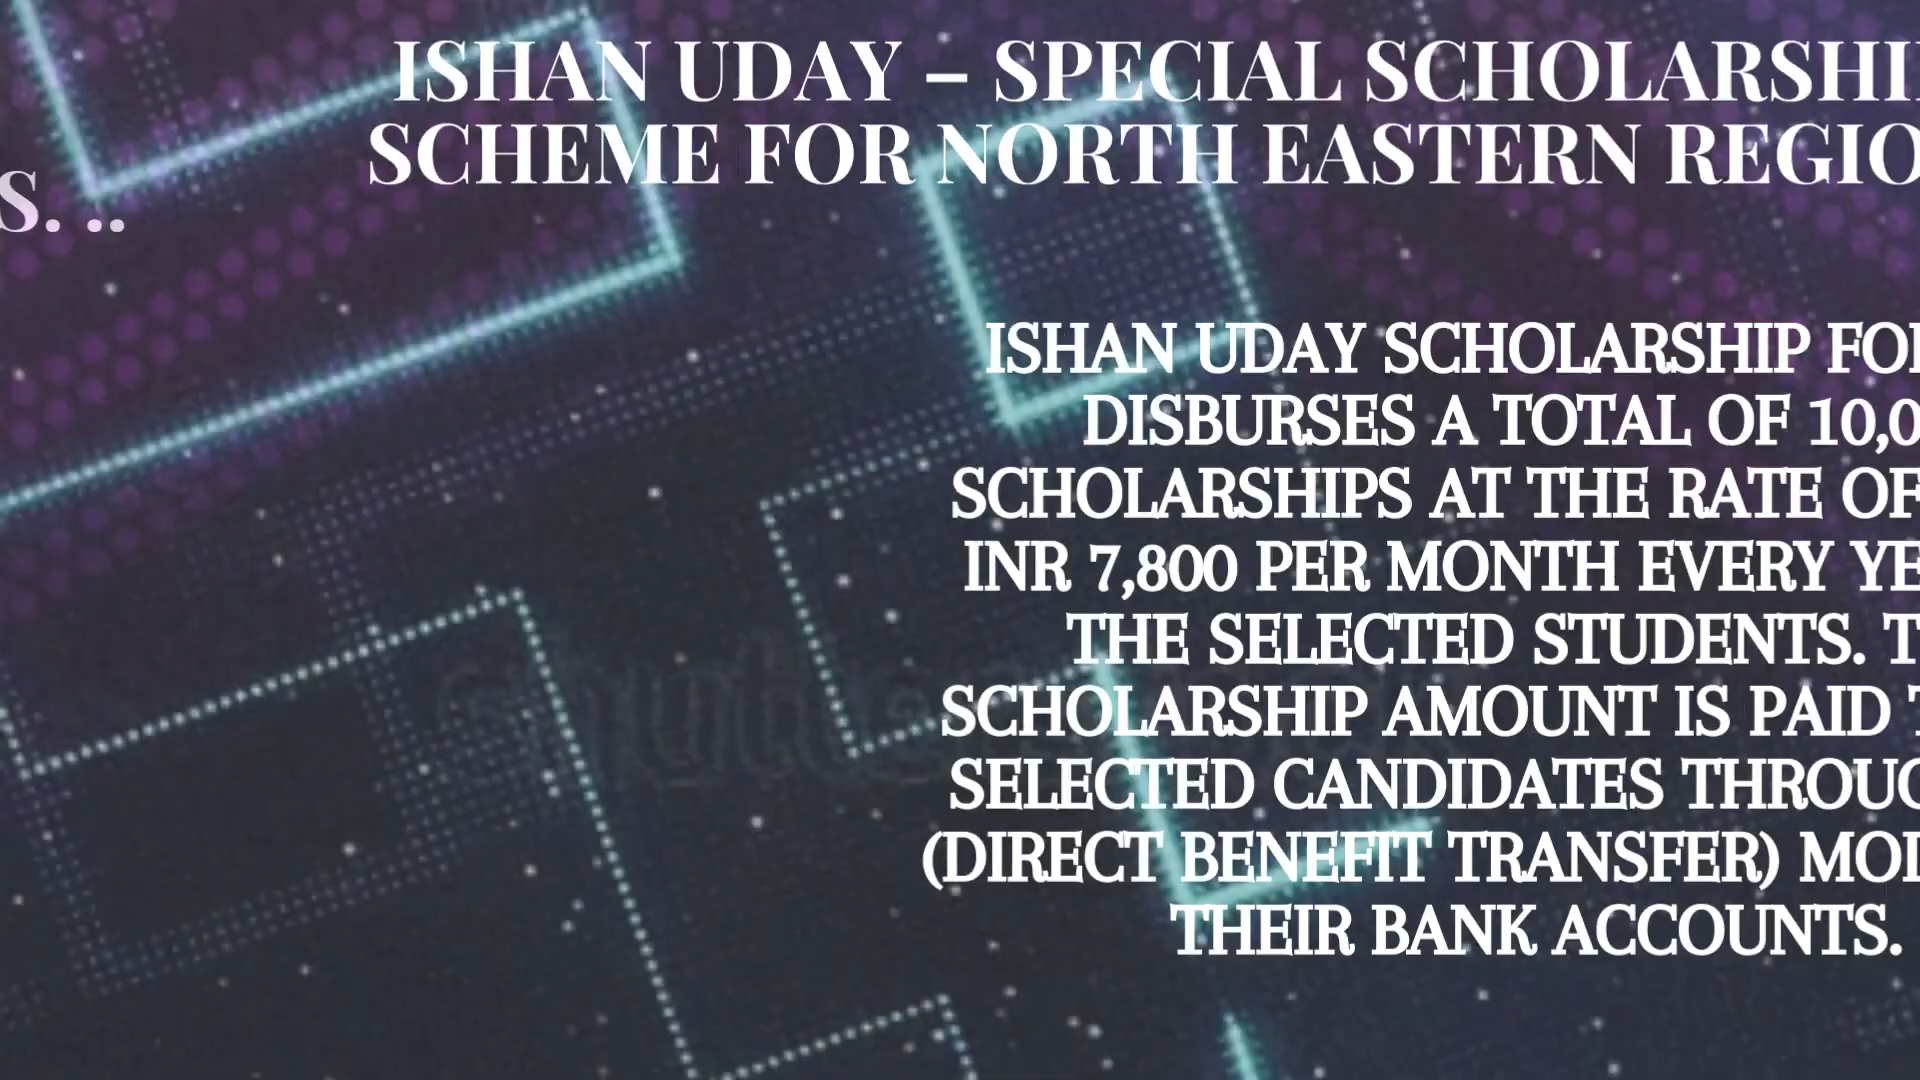 ISHAN UDAY – SPECIAL SCHOLARSHI
SCHEME FOR NORTH EASTERN REGIO
S. ..
ISHAN UDAY SCHOLARSHIP FO
DISBURSES A TOTAL OF 10,0
SCHOLARSHIPS AT THE RATE OF
INR 7,800 PER MONTH EVERY YE
THE SELECTED STUDENTS. T
SCHOLARSHIP AMOUNT IS PAID T
SELECTED CANDIDATES THROUG
(DIRECT BENEFIT TRANSFER) MO
THEIR BANK ACCOUNTS.